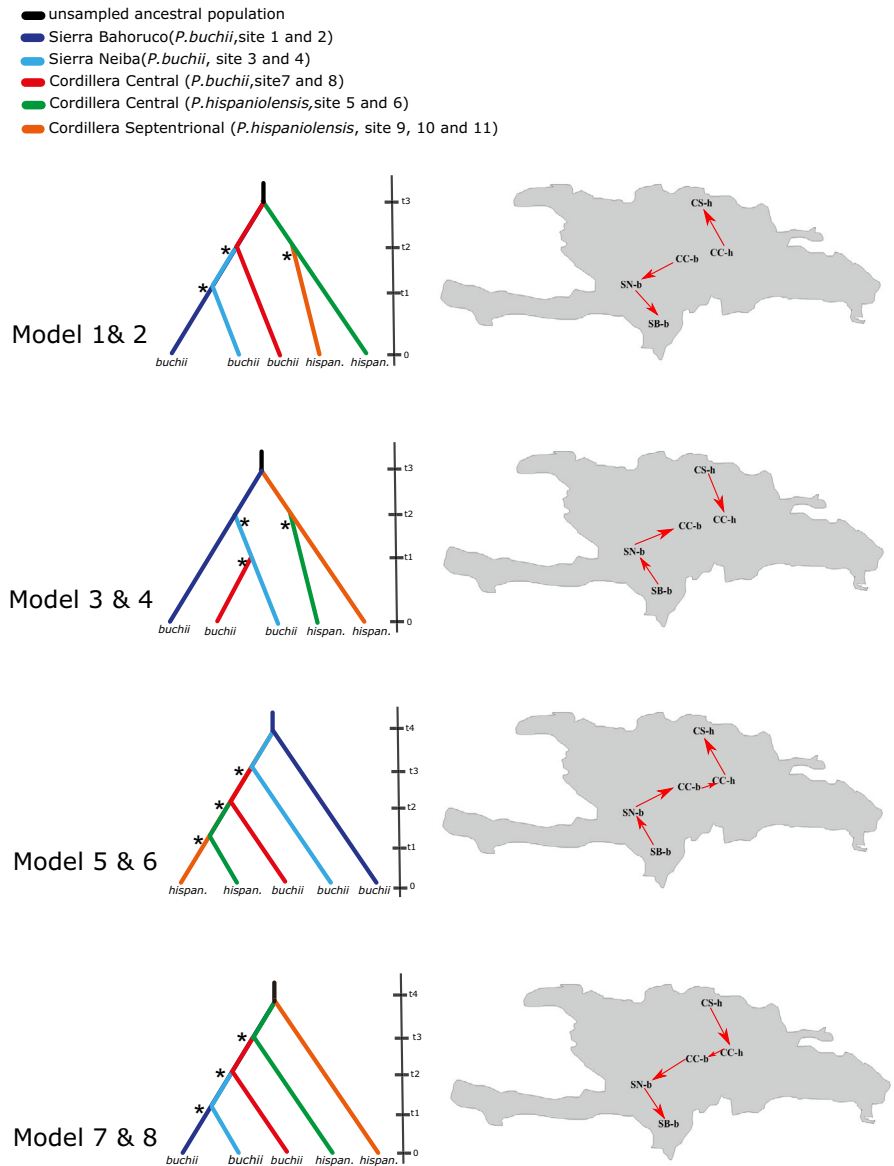 unsampled ancestral population
Sierra Bahoruco(P.buchii,site 1 and 2)
Sierra Neiba(P.buchii, site 3 and 4)
Cordillera Central (P.buchii,site7 and 8)
Cordillera Central (P.hispaniolensis,site 5 and 6)
Cordillera Septentrional (P.hispaniolensis, site 9, 10 and 11)
Model 1& 2
*
*
*
t3
t2
t1
0
buchii
buchii
buchii
hispan.
hispan.
CS-h
CC-b
CC-h
SN-b
SB-b
Model 3 & 4
*
*
*
t3
t2
t1
0
buchii
buchii
buchii
hispan.
hispan.
CS-h
CC-b
CC-h
SN-b
SB-b
Model 5 & 6
*
*
*
t4
t3
t2
t1
0
hispan.
hispan.
buchii
buchii
buchii
CS-h
CC-b
CC-h
SN-b
SB-b
Model 7 & 8
*
*
*
t4
t3
t2
t1
0
buchii
buchii
buchii
hispan.
hispan.
CS-h
CC-b
CC-h
SN-b
SB-b